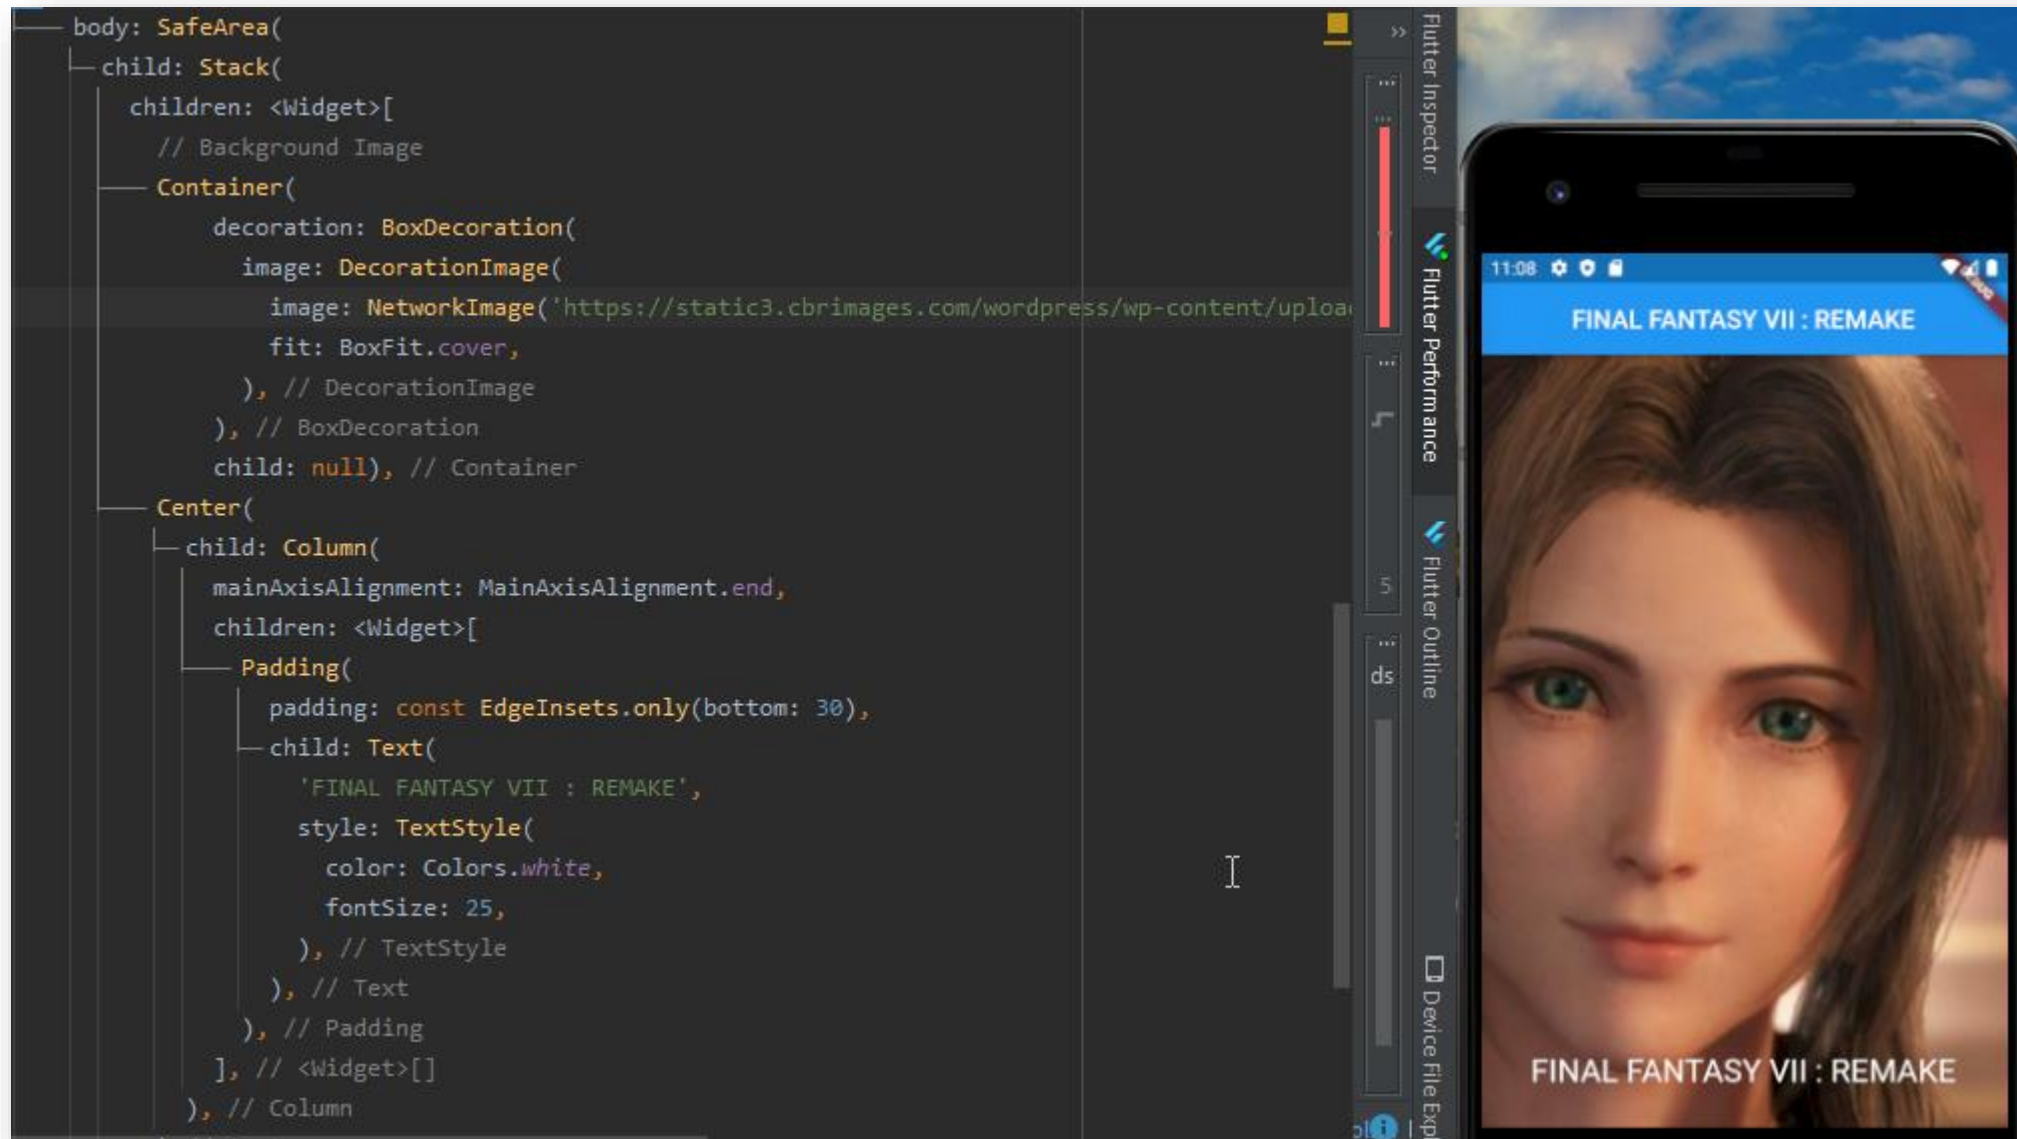 body: SafeArea(
child: Stack(
children: <Widget>[
// Background Image
Container(
decoration: BoxDecoration(
image: DecorationImage(
image: NetworkImage('https://static3.cbrimages.com/wordpress/wp-content/uploa
fit: BoxFit.cover,
), // DecorationImage
), // BoxDecoration
child: null), // Container
Center(
child: Column(
mainAxisAlignment: MainAxisAlignment.end,
children: <Widget>[
Padding(
padding: const EdgeInsets.only(bottom: 30),
child: Text(
'FINAL FANTASY VII : REMAKE',
style: TextStyle(
color: Colors.white,
fontSize: 25,
), // TextStyle
), // Text
), // Padding
], // <Widget>[]
), // Column
»
...
...
...
5
...
ds
Flutter Inspector
Flutter Performance
Flutter Outline
Device File Expl
11:08
FINAL FANTASY VII : REMAKE
FINAL FANTASY VII : REMAKE